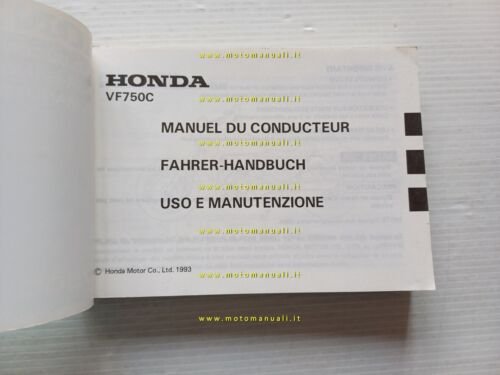 www.motomanuali.it
HONDA
VF750C
www.motomanuali.it
MANUEL DU CONDUCTEUR
www.motomanuali.it
FAHRER-HANDBUCH
www.motomanuali.it
USO E MANUTENZIONE
www.motomanuali.it
www.motomanuali.it
© Honda Motor Co., Ltd. 1993
www.motomanuali.it